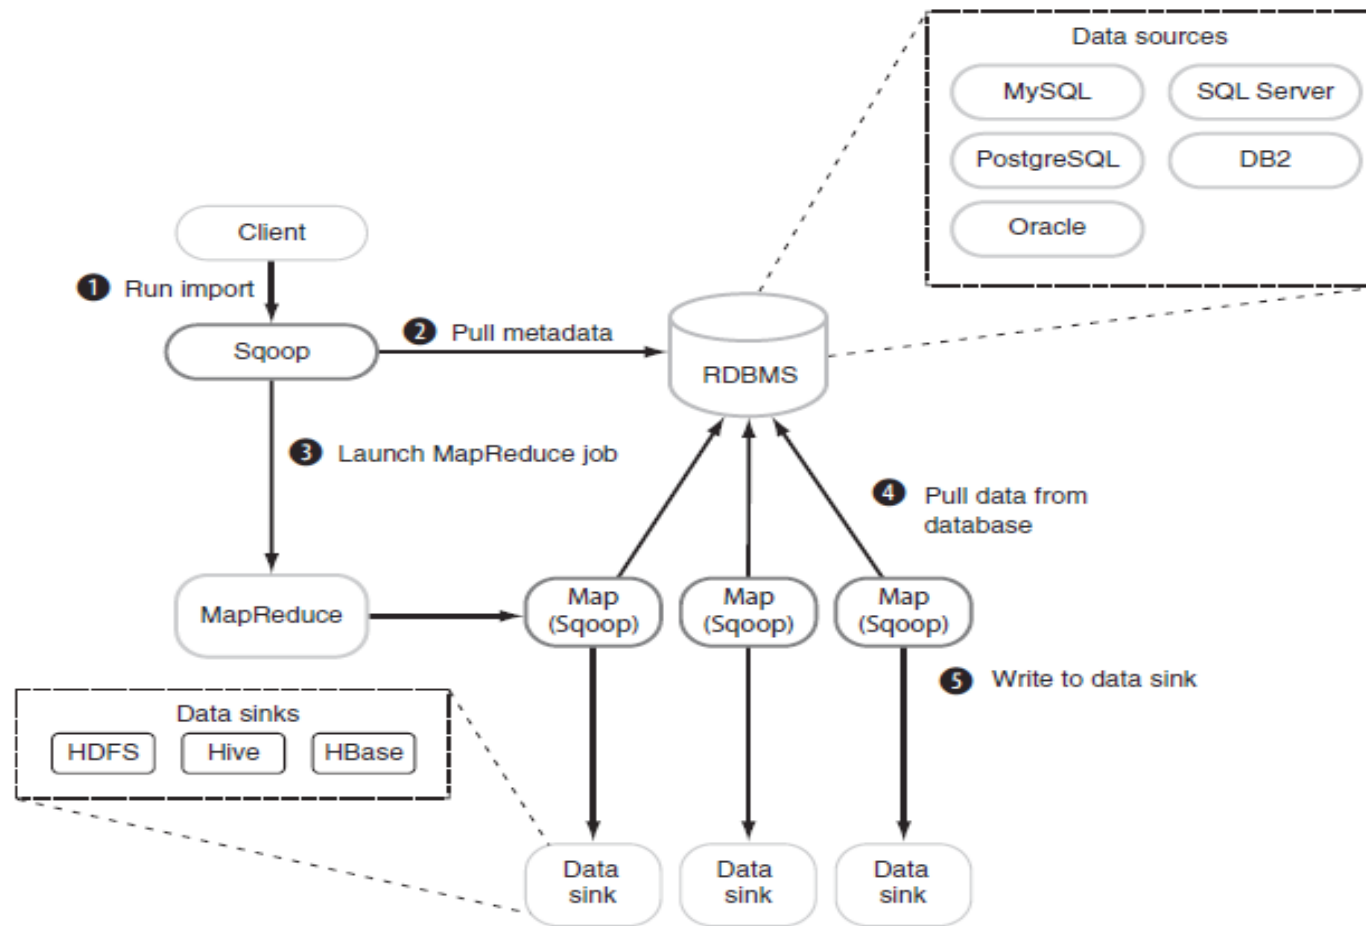 Data sources
MySQL
SQL Server
PostgreSQL
DB2
Oracle
Client
1 Run import
Sqoop
2 Pull metadata
RDBMS
3 Launch MapReduce job
4 Pull data from
database
MapReduce
Map
(Sqoop)
Map
(Sqoop)
Map
(Sqoop)
5 Write to data sink
Data sinks
HDFS
Hive
HBase
Data
sink
Data
sink
Data
sink